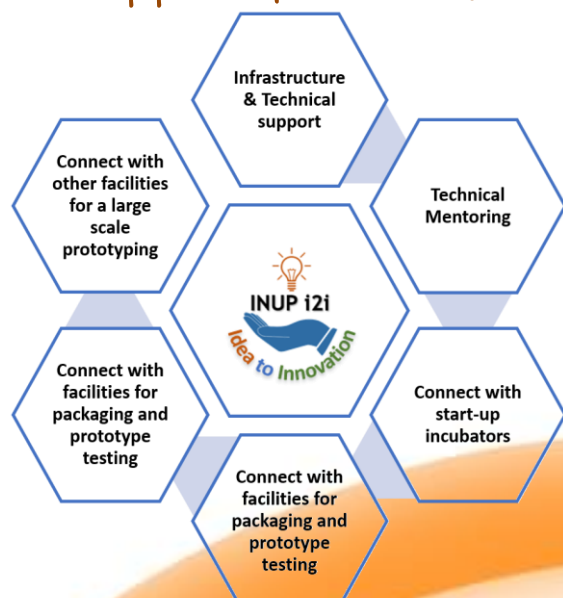 Infrastructure
& Technical
support
Technical
Mentoring
Connect with
start-up
incubators
Connect with
facilities for
packaging and
prototype
testing
Connect with
facilities for
packaging and
prototype
testing
Connect with
other facilities
for a large
scale
prototyping
INUP i2i
Idea to Innovation